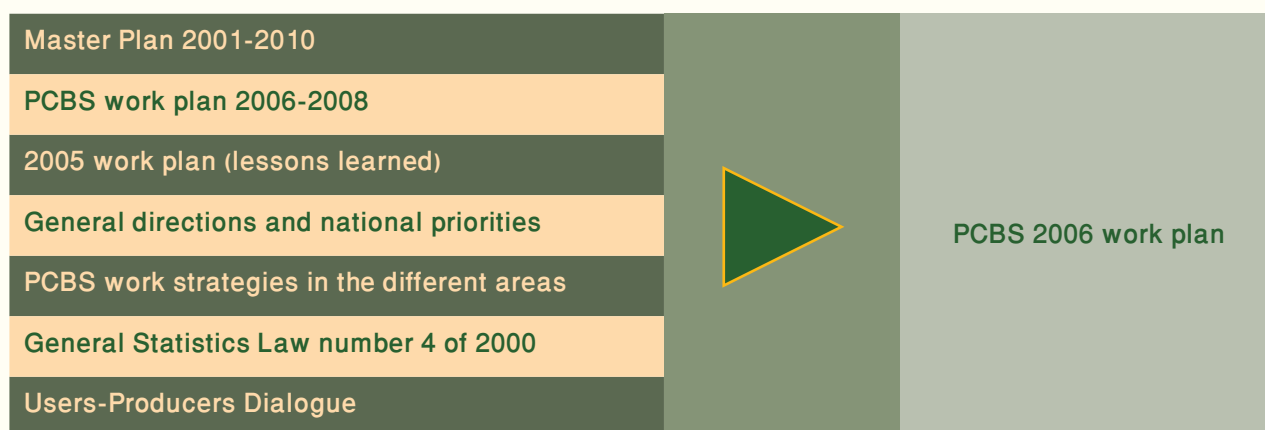 Master Plan 2001-2010
PCBS work plan 2006-2008
2005 work plan (lessons learned)
General directions and national priorities
PCBS work strategies in the different areas
General Statistics Law number 4 of 2000
Users-Producers Dialogue
PCBS 2006 work plan